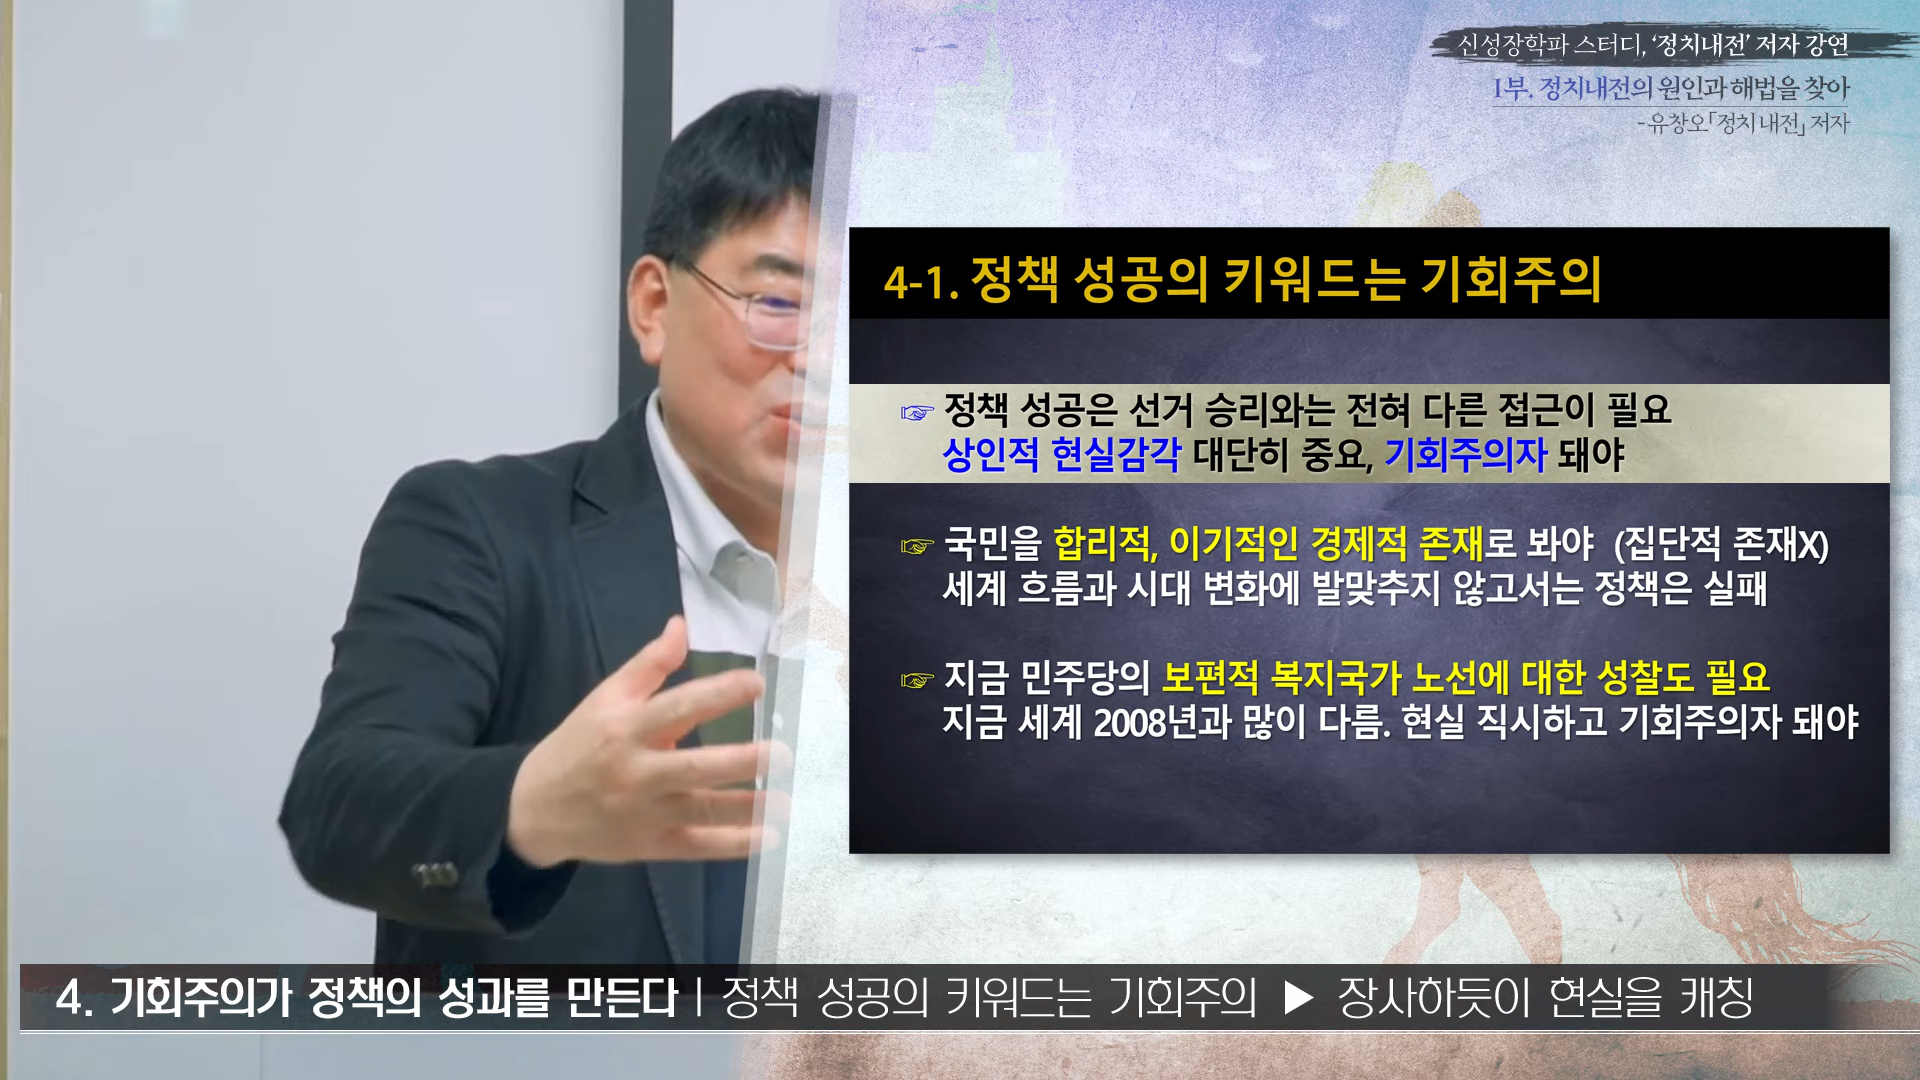 신성장학파 스터디, ‘정치내전’ 저자 강연
1부. 정치내전의 원인과 해법을 찾아
-유창오「정치 내전」 저자
4-1. 정책 성공의 키워드는 기회주의
☞ 정책 성공은 선거 승리와는 전혀 다른 접근이 필요
상인적 현실감각 대단히 중요, 기회주의자 돼야
☞ 국민을 합리적, 이기적인 경제적 존재로 봐야 (집단적 존재X)
세계 흐름과 시대 변화에 발맞추지 않고서는 정책은 실패
☞ 지금 민주당의 보편적 복지국가 노선에 대한 성찰도 필요
지금 세계 2008년과 많이 다름. 현실 직시하고 기회주의자 돼야
4. 기회주의가 정책의 성과를 만든다 | 정책 성공의 키워드는 기회주의 ▶ 장사하듯이 현실을 캐칭